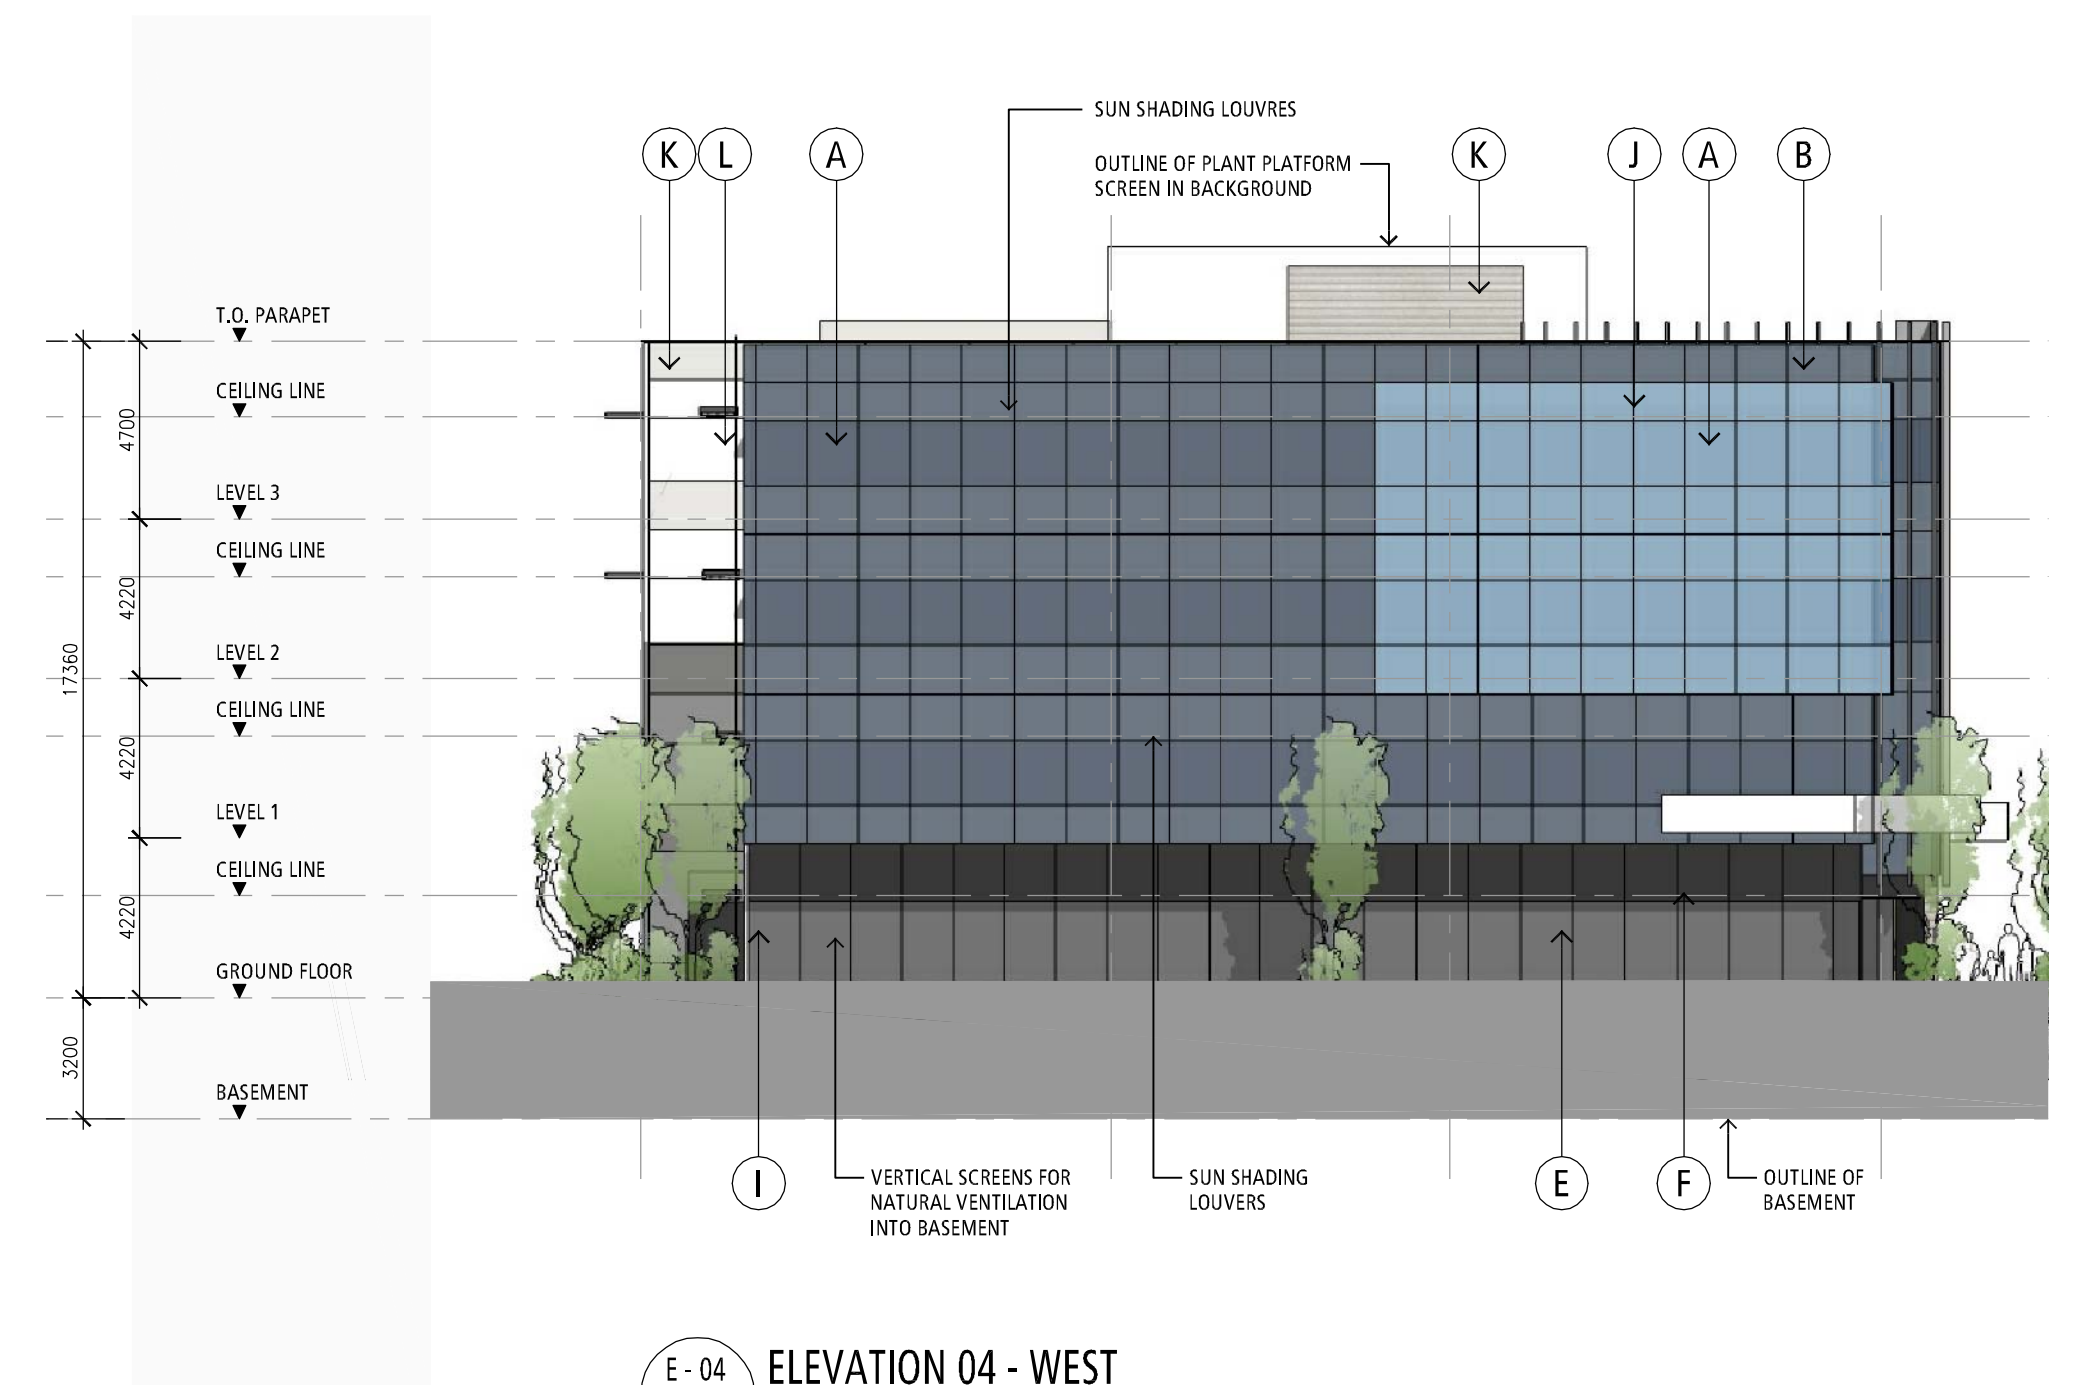 SUN SHADING LOUVRES
K L A K J A B
OUTLINE OF PLANT PLATFORM
SCREEN IN BACKGROUND
T.O. PARAPET
CEILING LINE
4700
LEVEL 3
CEILING LINE
4220
LEVEL 2
17360
CEILING LINE
4220
LEVEL 1
CEILING LINE
4220
GROUND FLOOR
3200
BASEMENT
I
VERTICAL SCREENS FOR
NATURAL VENTILATION
INTO BASEMENT
SUN SHADING
LOUVERS
E
F
OUTLINE OF
BASEMENT
E - 04
ELEVATION 04 - WEST